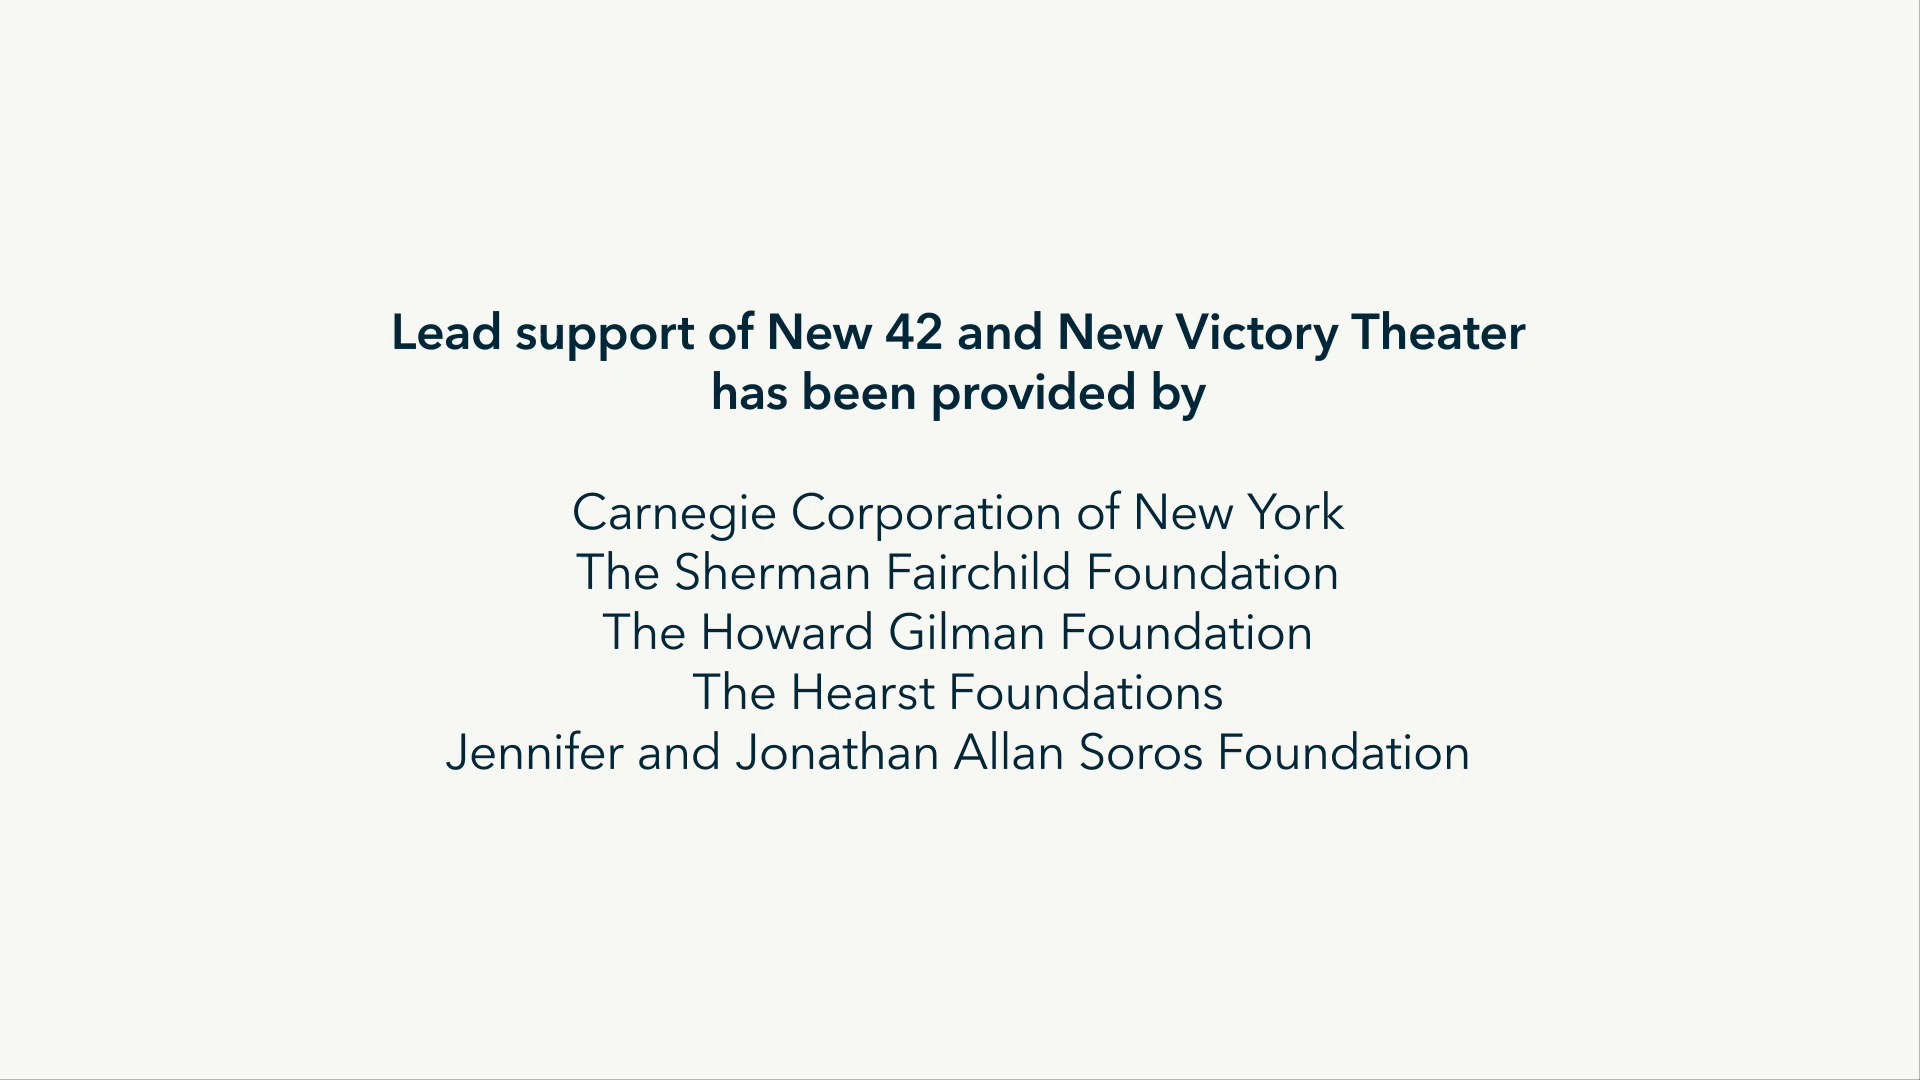 Lead support of New 42 and New Victory Theater
has been provided by
Carnegie Corporation of New York
The Sherman Fairchild Foundation
The Howard Gilman Foundation
The Hearst Foundations
Jennifer and Jonathan Allan Soros Foundation